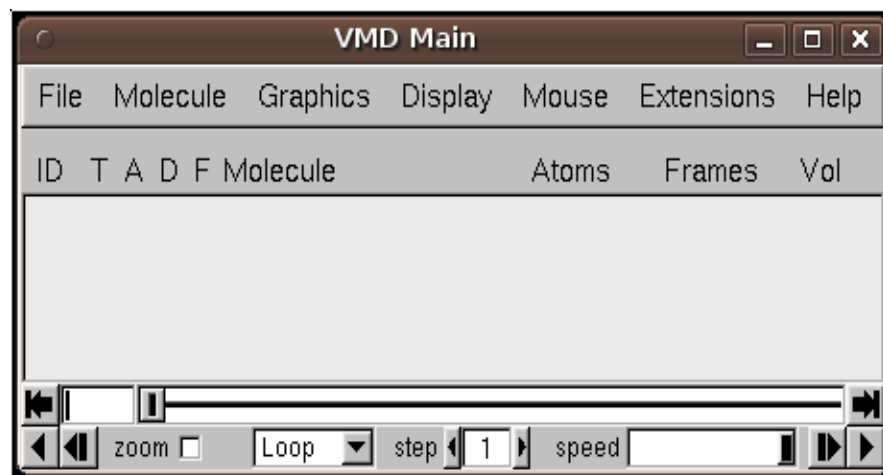 VMD Main
File Molecule Graphics Display Mouse Extensions Help
ID T A D F Molecule Atoms Frames Vol
zoom Loop step 1 speed